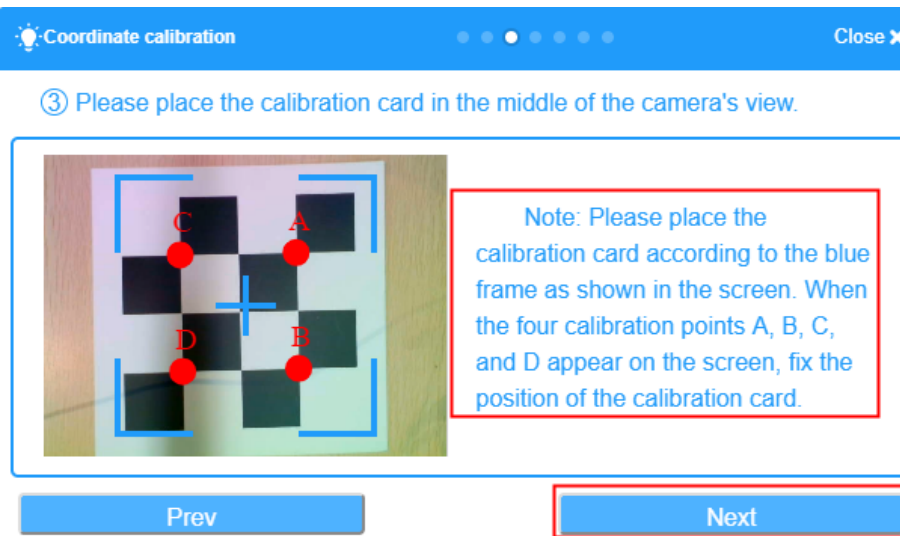 Coordinate calibration
Close ×
③ Please place the calibration card in the middle of the camera's view.
C A
D B
Note: Please place the
calibration card according to the blue
frame as shown in the screen. When
the four calibration points A, B, C,
and D appear on the screen, fix the
position of the calibration card.
Prev
Next